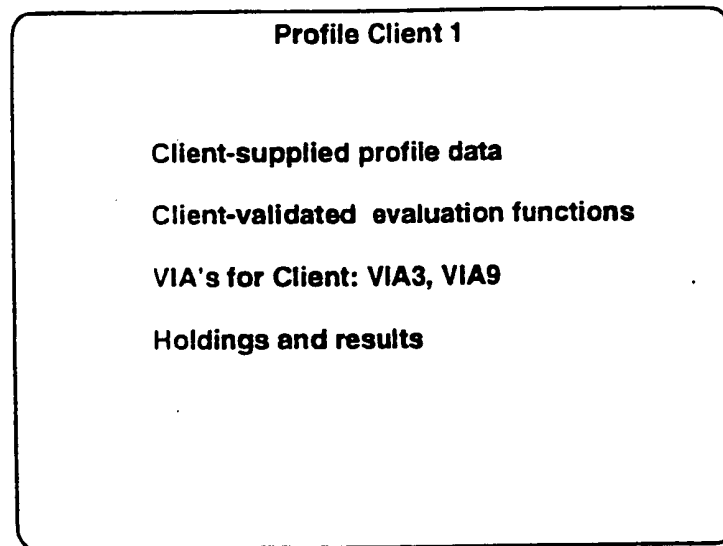 Profile Client 1
Client-supplied profile data
Client-validated evaluation functions
VIA's for Client: VIA3, VIA9
Holdings and results